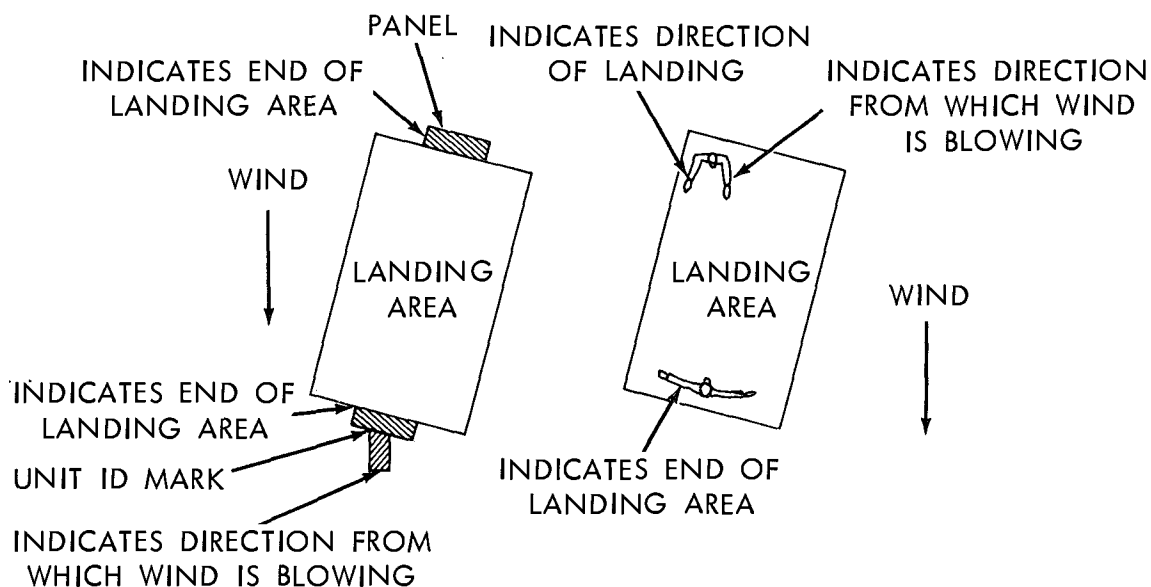 PANEL
INDICATES END OF
LANDING AREA
WIND
LANDING
AREA
INDICATES END OF
LANDING AREA
UNIT ID MARK
INDICATES DIRECTION FROM
WHICH WIND IS BLOWING
INDICATES DIRECTION
OF LANDING
INDICATES DIRECTION
FROM WHICH WIND
IS BLOWING
LANDING
AREA
WIND
INDICATES END OF
LANDING AREA